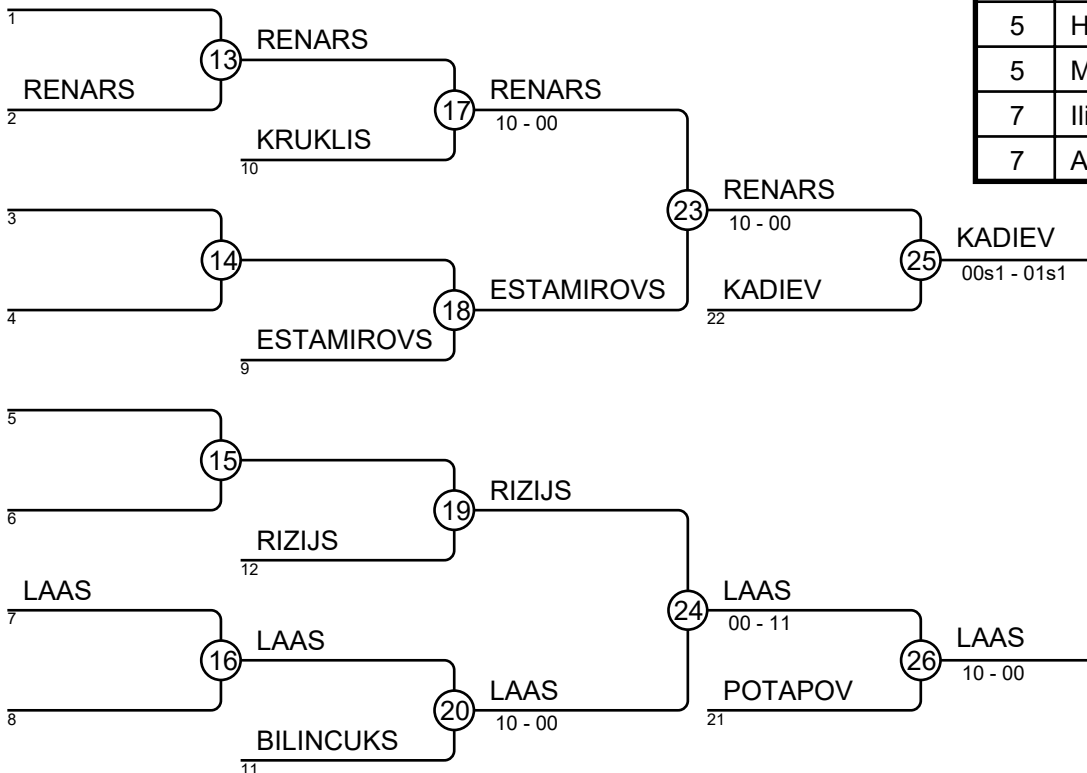 1
RENARS
2
13
RENARS
KRUKLIS
10
17
RENARS
10 - 00
3
4
14
ESTAMIROVS
9
18
ESTAMIROVS
23
RENARS
10 - 00
KADIEV
22
25
KADIEV
00s1 - 01s1
5
6
15
RIZIJS
12
19
RIZIJS
LAAS
7
8
16
LAAS
BILINCUKS
11
20
LAAS
10 - 00
24
LAAS
00 - 11
POTAPOV
21
26
LAAS
10 - 00
5 H
5 M
7 Ili
7 A